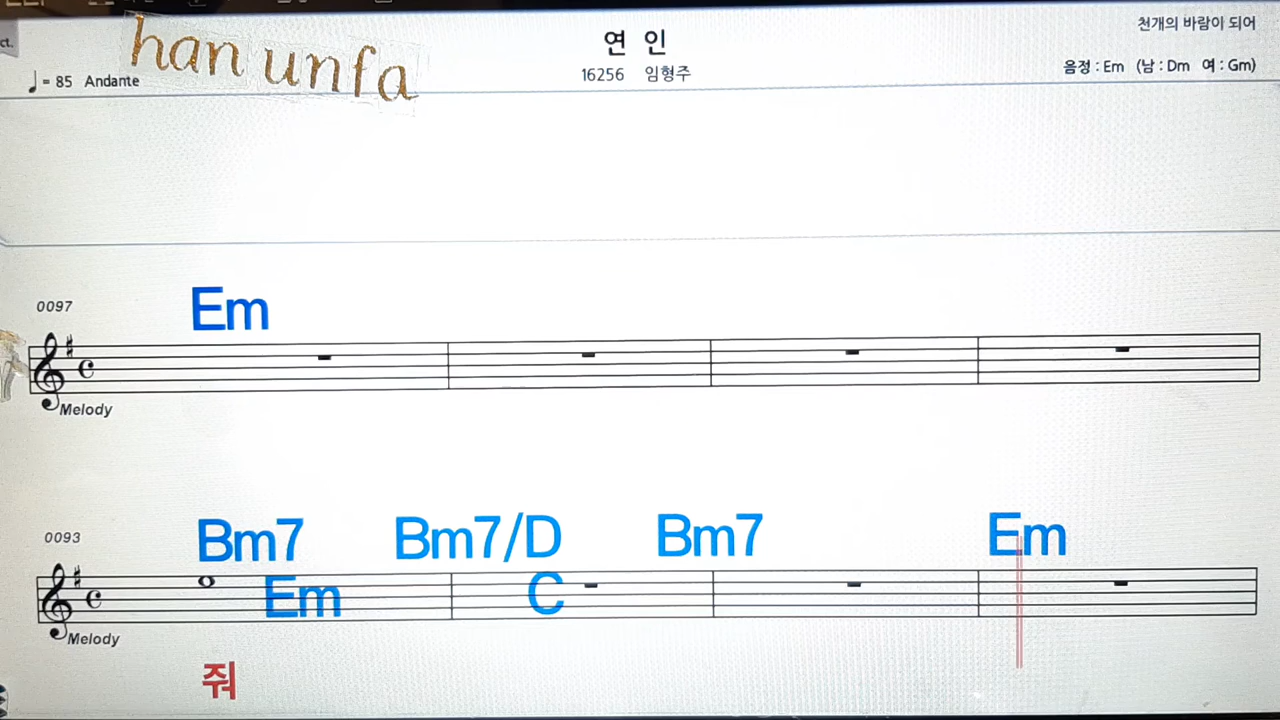 ct.
han unfa
♩= 85 Andante
연 인
16256 임형주
천개의 바람이 되어
음정 : Em (남 : Dm 여 : Gm)
0097
Em
Melody
0093
Bm7 Bm7/D Bm7 Em
Em C
Melody
줘